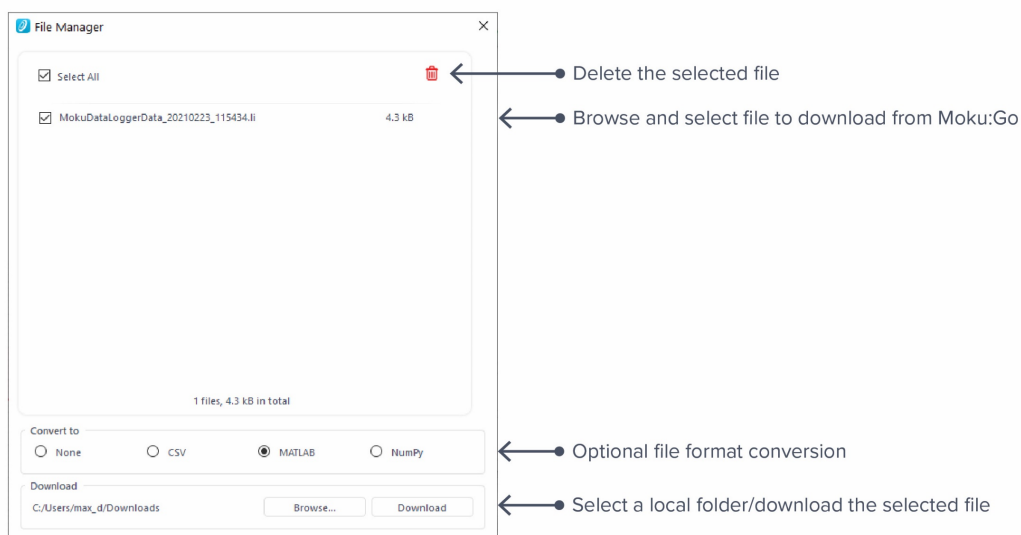 File Manager
Select All
Delete the selected file
MokuDataLoggerData_20210223_115434.li 4.3 kB
Browse and select file to download from Moku:Go
1 files, 4.3 kB in total
Convert to
None CSV MATLAB NumPy
Optional file format conversion
Download
C:/Users/max_d/Downloads Browse... Download
Select a local folder/download the selected file